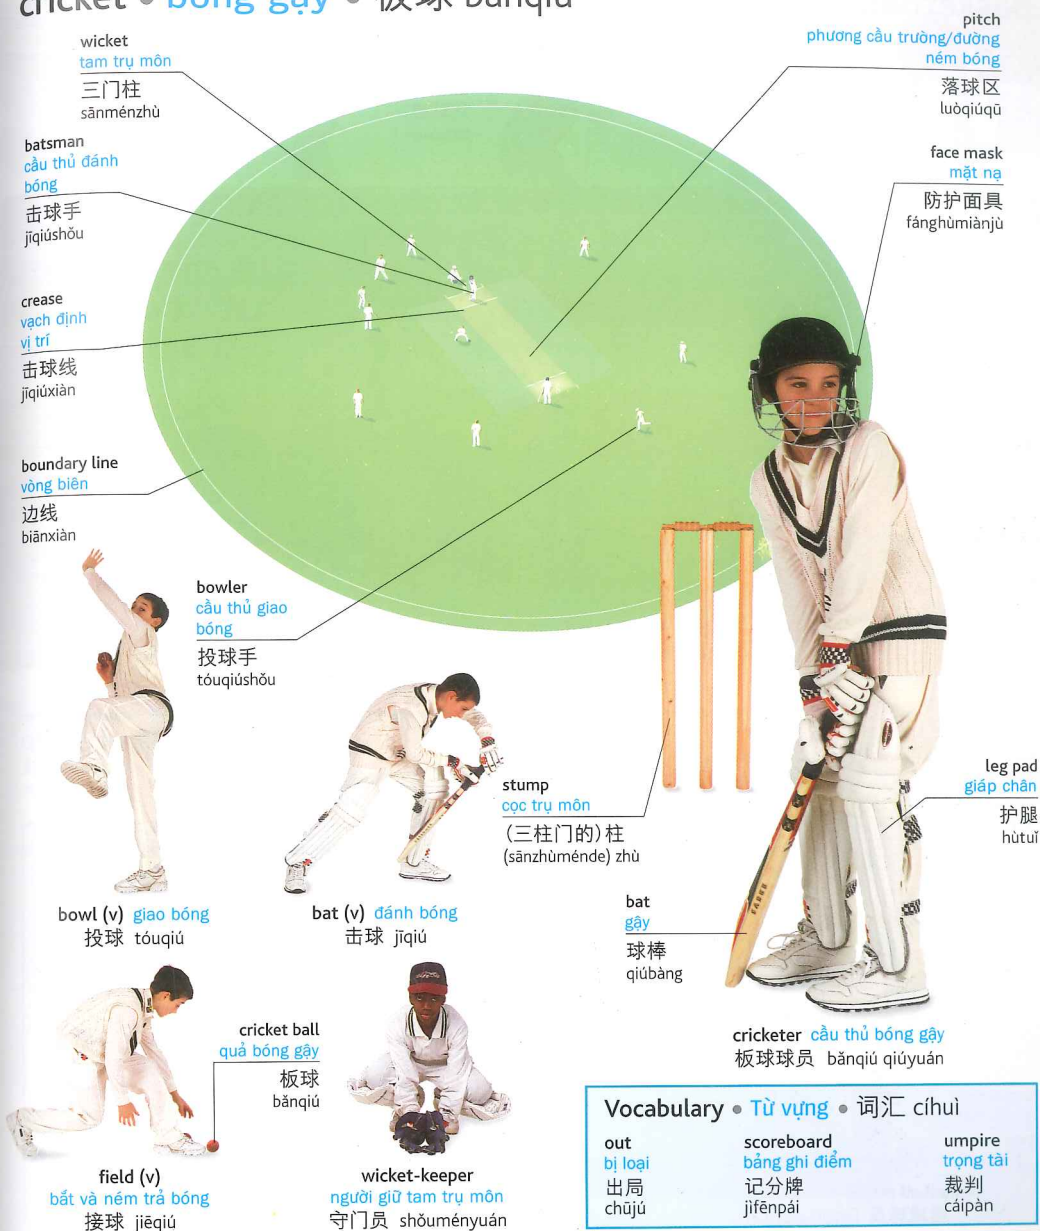 cricket • bóng gậy • 板球 bǎnqiú
wicket
tam trụ môn
三门柱
sānménzhù
batsman
cầu thủ đánh
bóng
击球手
jīqiúshǒu
crease
vạch định
vị trí
击球线
jīqiúxiàn
boundary line
vòng biên
边线
biānxiàn
bowler
cầu thủ giao
bóng
投球手
tóuqiúshǒu
pitch
phương cầu trường/đường
ném bóng
落球区
luòqiúqū
face mask
mặt nạ
防护面具
fánghùmiànjù
stump
cọc trụ môn
(三柱门的)柱
(sānzhùménde) zhù
leg pad
giáp chân
护腿
hùtuǐ
bat
gậy
球棒
qiúbàng
bowl (v) giao bóng
投球 tóuqiú
bat (v) đánh bóng
击球 jīqiú
cricketer cầu thủ bóng gậy
板球球员 bǎnqiú qiúyuán
cricket ball
quả bóng gậy
板球
bǎnqiú
field (v)
bắt và ném trả bóng
接球 jiēqiú
wicket-keeper
người giữ tam trụ môn
守门员 shǒuményuán
Vocabulary • Từ vựng • 词汇 cíhuì
out
bị loại
出局
chūjú
scoreboard
bảng ghi điểm
记分牌
jìfēnpái
umpire
trọng tài
裁判
cáipàn